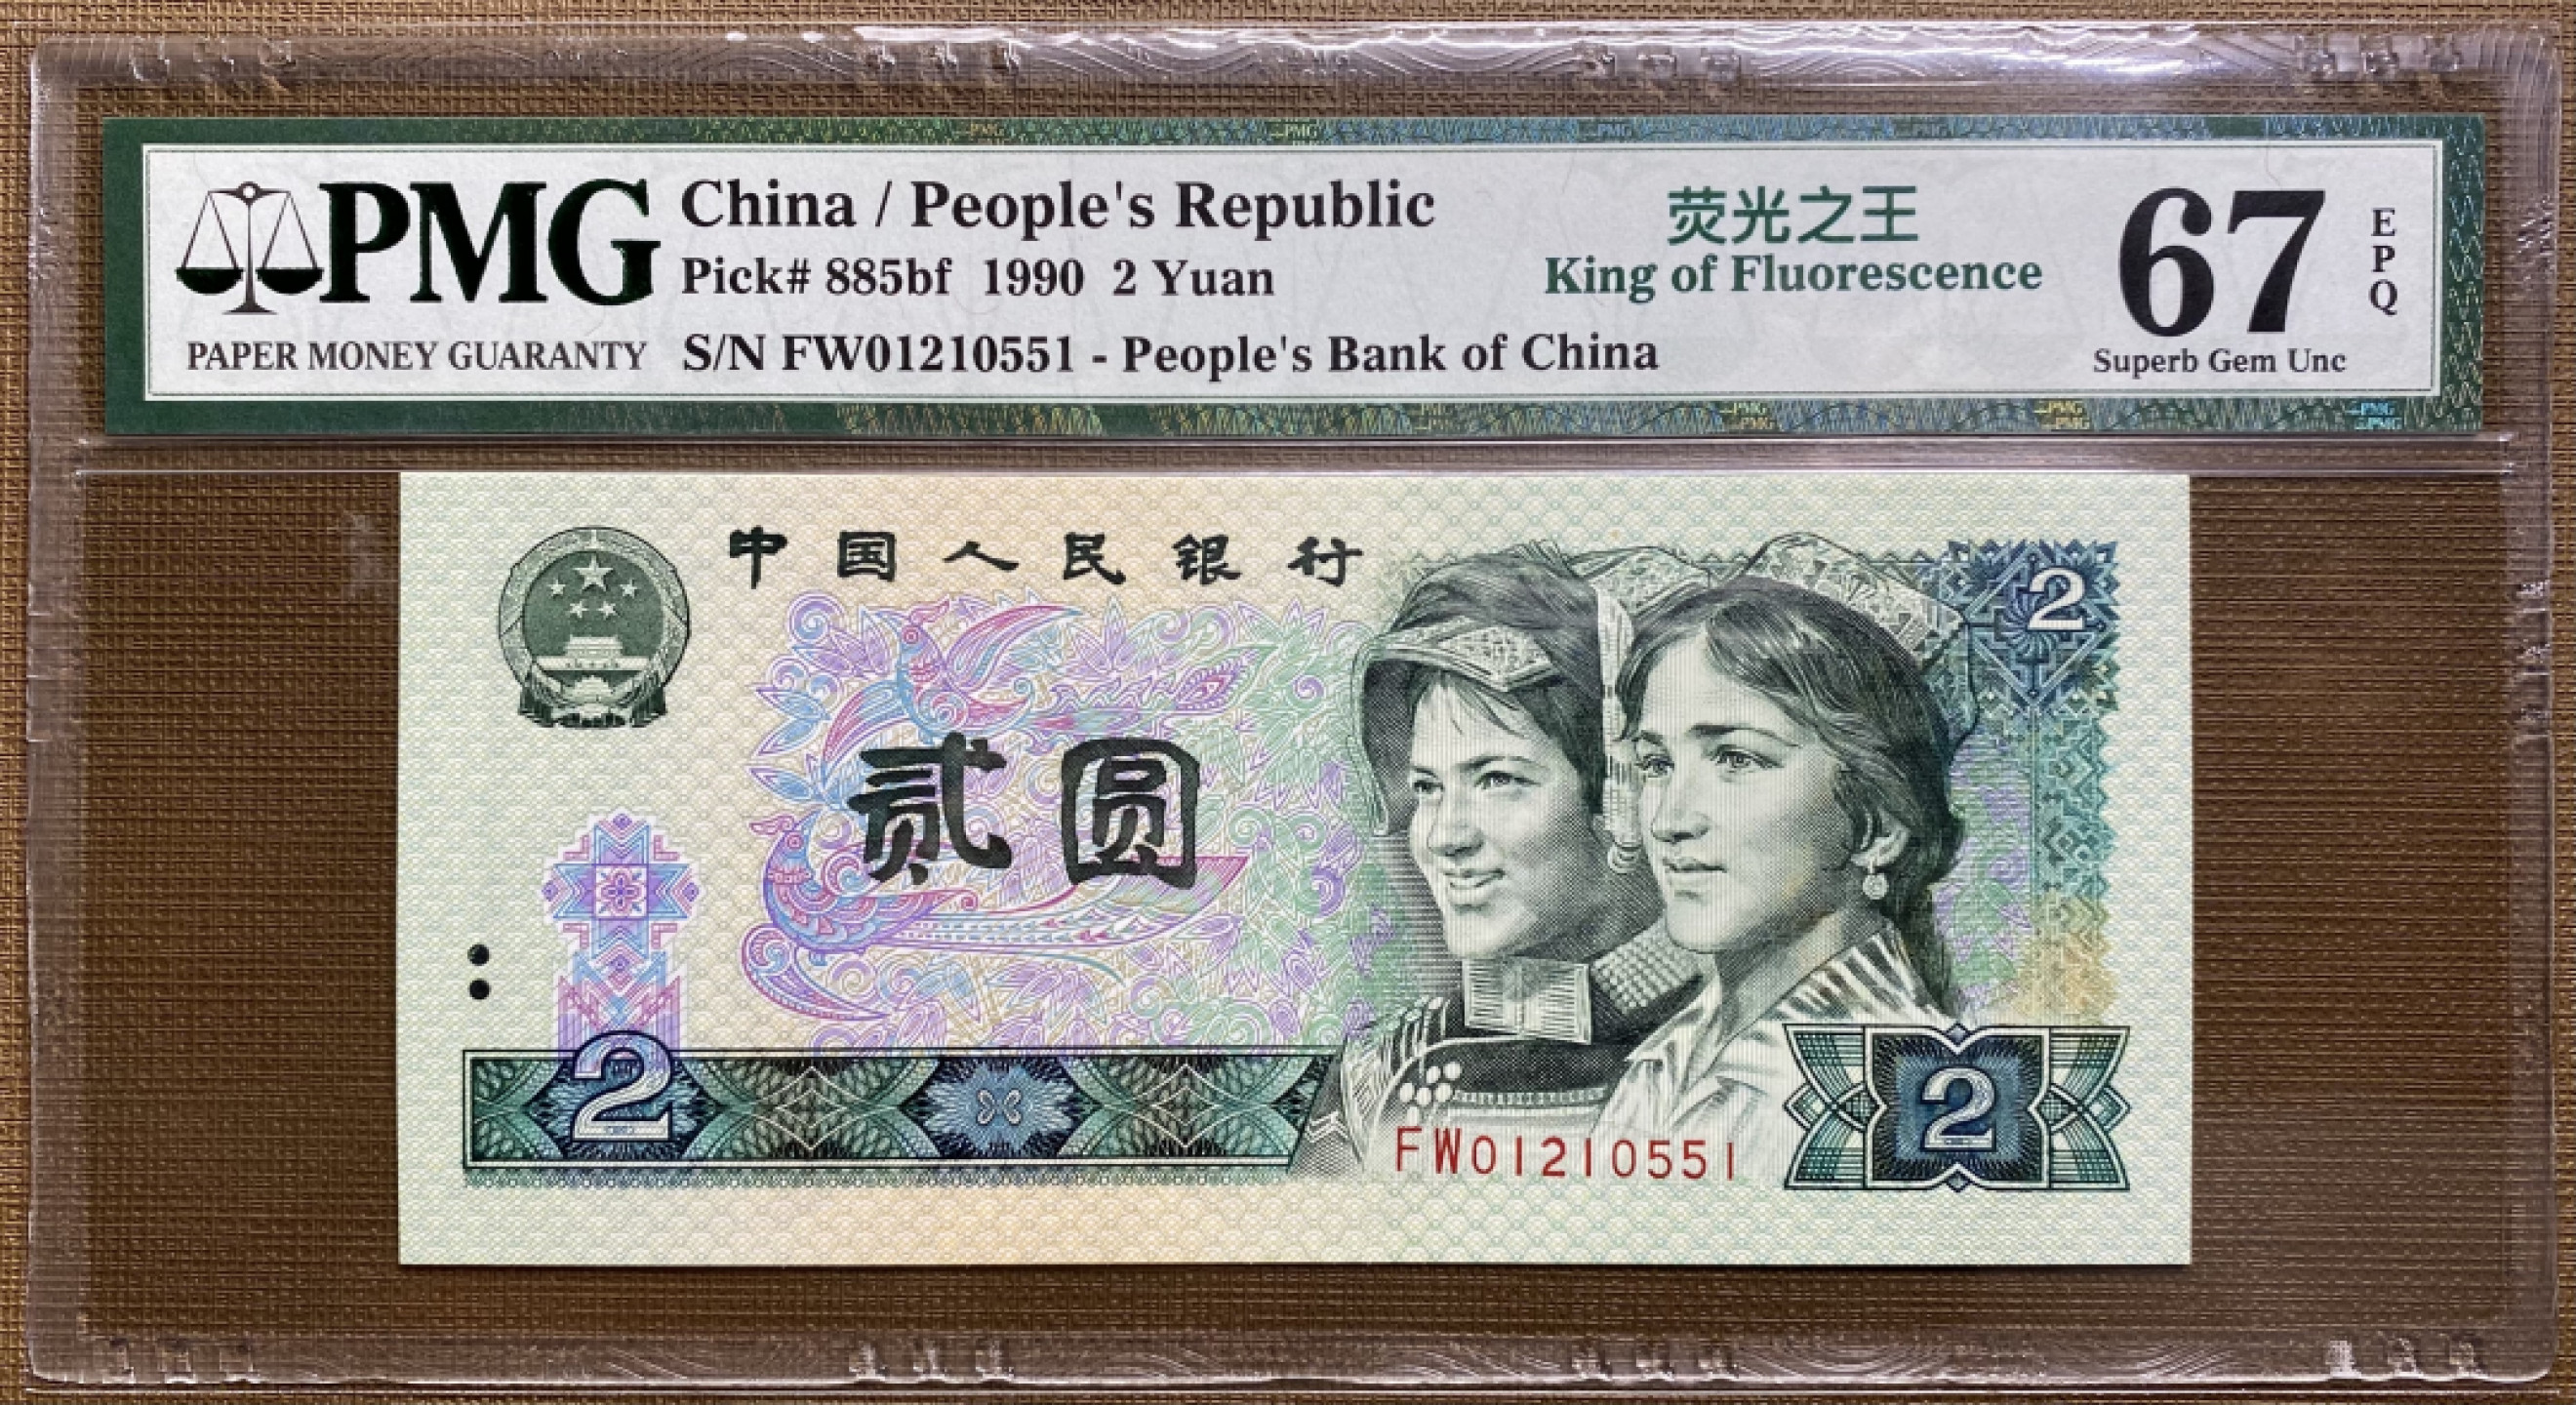 PMG
PAPER MONEY GUARANTY
China / People's Republic
Pick# 885bf 1990 2 Yuan
S/N FW01210551 - People's Bank of China
荧光之王
King of Fluorescence
67
EPQ
Superb Gem Unc
中国人民银行
2
贰圆
2
FW01210551
2